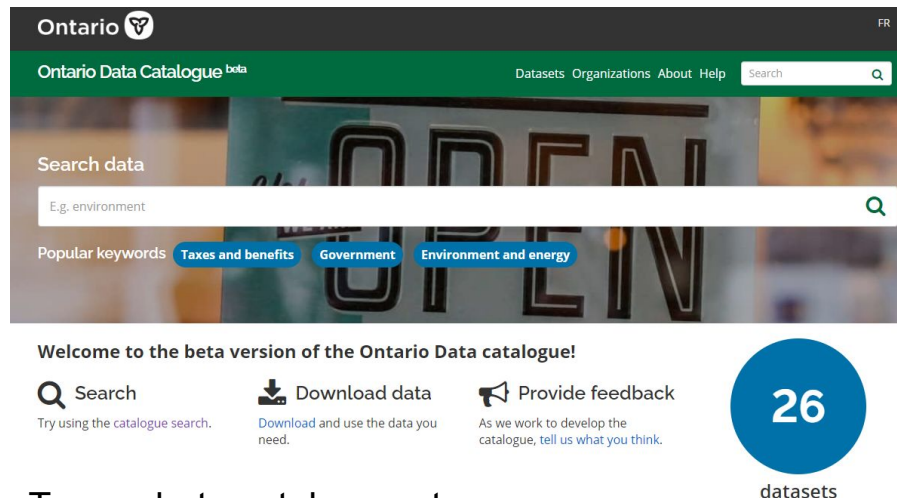 Ontario
FR
Ontario Data Catalogue beta
Datasets Organizations About Help
Search
OPEN
Search data
E.g. environment
Popular keywords
Taxes and benefits
Government
Environment and energy
Welcome to the beta version of the Ontario Data catalogue!
Search
Try using the catalogue search.
Download data
Download and use the data you
need.
Provide feedback
As we work to develop the
catalogue, tell us what you think.
26
datasets